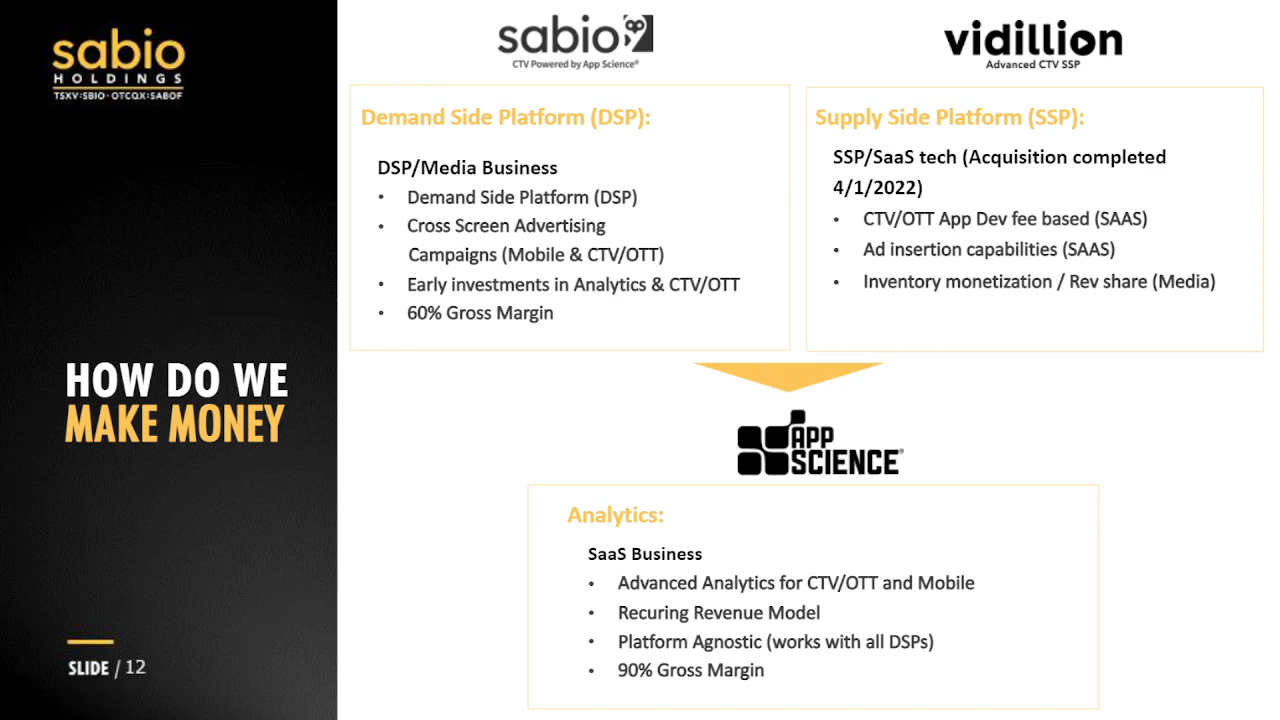 sabio
HOLDINGS
TSXV:SBIO · OTCQX:SABOF
HOW DO WE
MAKE MONEY
SLIDE / 12
sabio
CTV Powered by App Science®
Demand Side Platform (DSP):
DSP/Media Business
• Demand Side Platform (DSP)
• Cross Screen Advertising
Campaigns (Mobile & CTV/OTT)
• Early investments in Analytics & CTV/OTT
• 60% Gross Margin
vidillion
Advanced CTV SSP
Supply Side Platform (SSP):
SSP/SaaS tech (Acquisition completed
4/1/2022)
• CTV/OTT App Dev fee based (SAAS)
• Ad insertion capabilities (SAAS)
• Inventory monetization / Rev share (Media)
APP
SCIENCE®
Analytics:
SaaS Business
• Advanced Analytics for CTV/OTT and Mobile
• Recuring Revenue Model
• Platform Agnostic (works with all DSPs)
• 90% Gross Margin